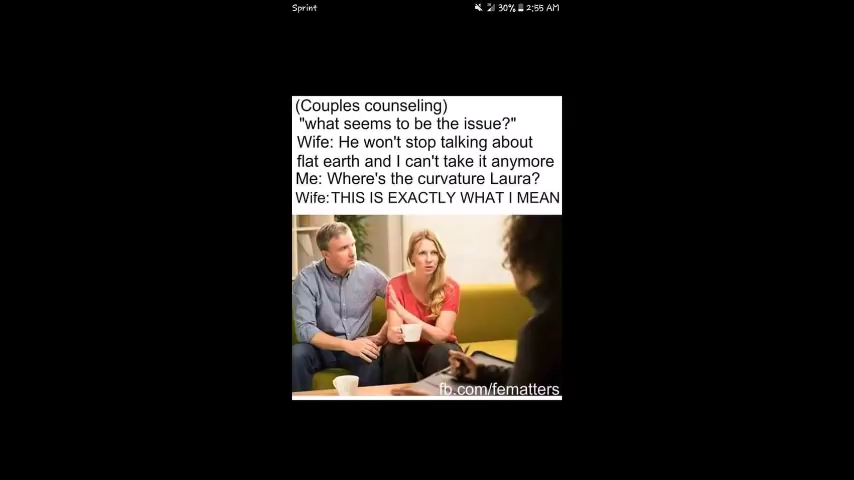 Sprint 30% 2:55 AM
(Couples counseling)
"what seems to be the issue?"
Wife: He won't stop talking about
flat earth and I can't take it anymore
Me: Where's the curvature Laura?
Wife: THIS IS EXACTLY WHAT I MEAN
fb.com/fematters